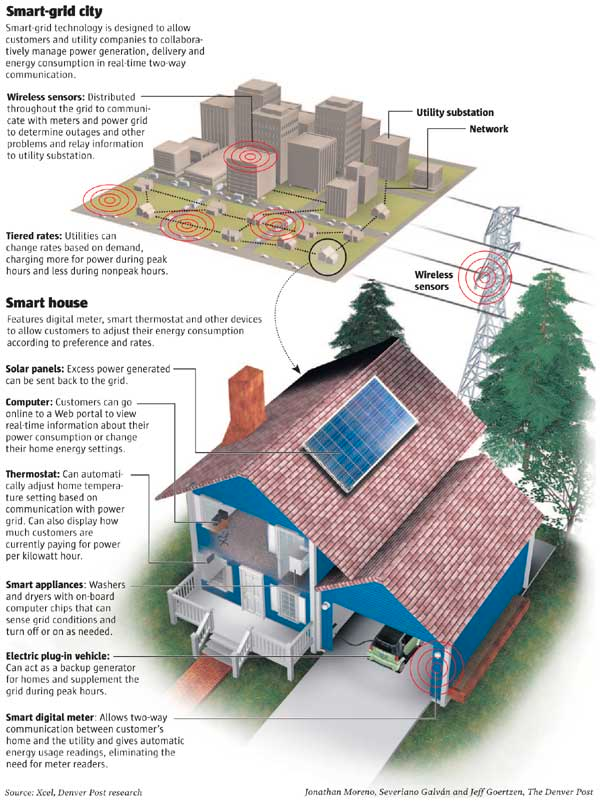 Smart-grid city
Smart-grid technology is designed to allow
customers and utility companies to collabora-
tively manage power generation, delivery and
energy consumption in real-time two-way
communication.
Wireless sensors: Distributed
throughout the grid to communi-
cate with meters and power grid
to determine outages and other
problems and relay information
to utility substation.
Utility substation
Network
Tiered rates: Utilities can
change rates based on demand,
charging more for power during peak
hours and less during nonpeak hours.
Wireless
sensors
Smart house
Features digital meter, smart thermostat and other devices
to allow customers to adjust their energy consumption
according to preference and rates.
Solar panels: Excess power generated
can be sent back to the grid.
Computer: Customers can go
online to a Web portal to view
real-time information about their
power consumption or change
their home energy settings.
Thermostat: Can automati-
cally adjust home tempera-
ture setting based on
communication with power
grid. Can also display how
much customers are
currently paying for power
per kilowatt hour.
Smart appliances: Washers
and dryers with on-board
computer chips that can
sense grid conditions and
turn off or on as needed.
Electric plug-in vehicle:
Can act as a backup generator
for homes and supplement the
grid during peak hours.
Smart digital meter: Allows two-way
communication between customer's
home and the utility and gives automatic
energy usage readings, eliminating the
need for meter readers.
Source: Xcel, Denver Post research
Jonathan Moreno, Severiano Galván and Jeff Goertzen, The Denver Post